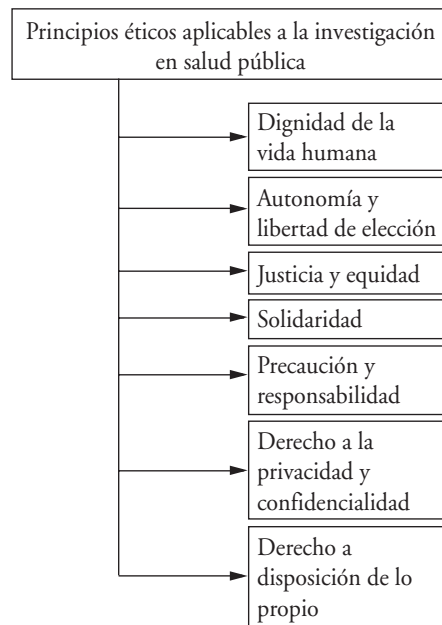 Principios éticos aplicables a la investigación
en salud pública
Dignidad de la
vida humana
Autonomía y
libertad de elección
Justicia y equidad
Solidaridad
Precaución y
responsabilidad
Derecho a la
privacidad y
confidencialidad
Derecho a
disposición de lo
propio